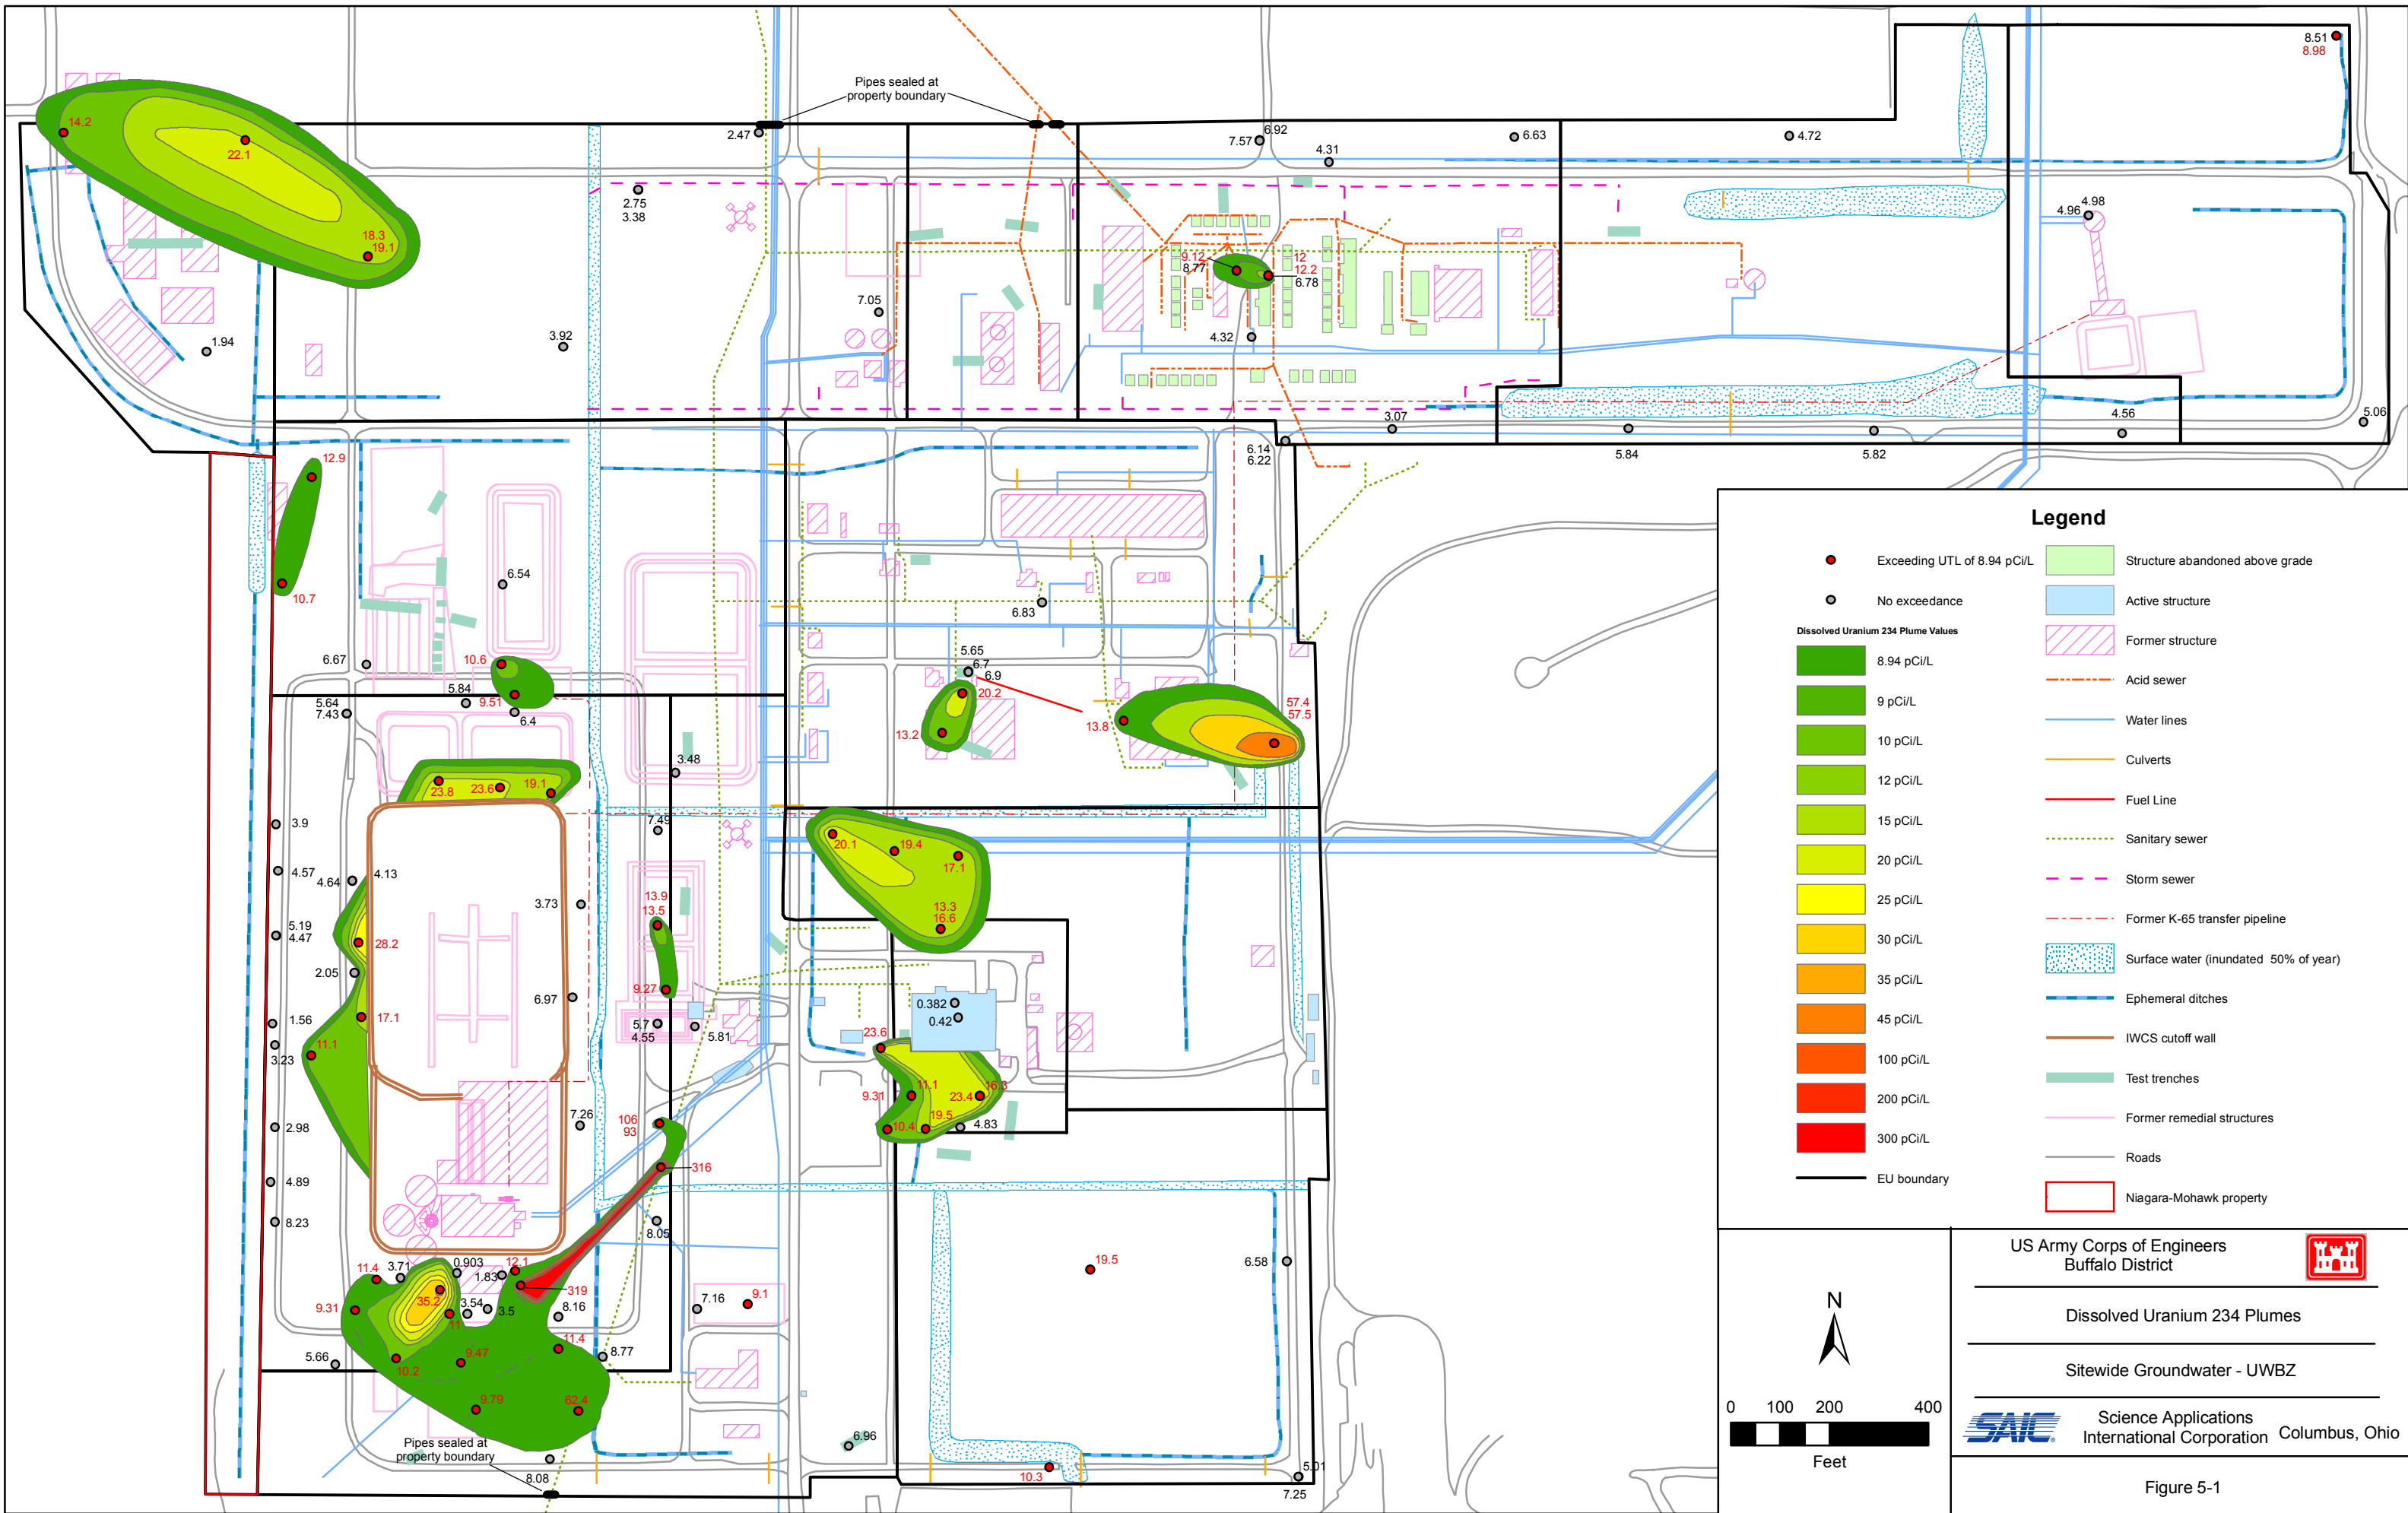 Pipes sealed at
property boundary
8.51
8.98
14.2
22.1
18.3
19.1
2.47
2.75
3.38
7.57
6.92
4.31
6.63
4.72
4.96
4.98
9.12
8.77
12
12.2
6.78
7.05
3.92
1.94
4.32
3.07
4.56
5.06
6.14
6.22
5.84
5.82
12.9
10.7
6.54
6.83
6.67
10.6
5.84
9.51
6.4
5.64
7.43
5.65
6.7
6.9
20.2
13.2
13.8
57.4
57.5
3.48
23.8
23.6
19.1
3.9
7.49
20.1
19.4
17.1
4.57
4.64
4.13
3.73
13.9
13.5
13.3
16.6
5.19
4.47
28.2
2.05
6.97
9.27
0.382
0.42
1.56
17.1
5.7
4.55
5.81
23.6
3.23
11.1
9.31
11.1
16.3
23.4
2.98
7.26
106
93
10.4
19.5
4.83
316
4.89
8.23
8.05
19.5
6.58
11.4
3.71
0.903
1.83
12.1
319
9.31
35.2
11
3.54
3.5
8.16
7.16
9.1
11.4
5.66
10.2
9.47
8.77
9.79
62.4
6.96
Pipes sealed at
property boundary
8.08
10.3
5.01
7.25
Legend
Exceeding UTL of 8.94 pCi/L
No exceedance
Dissolved Uranium 234 Plume Values
8.94 pCi/L
9 pCi/L
10 pCi/L
12 pCi/L
15 pCi/L
20 pCi/L
25 pCi/L
30 pCi/L
35 pCi/L
45 pCi/L
100 pCi/L
200 pCi/L
300 pCi/L
EU boundary
Structure abandoned above grade
Active structure
Former structure
Acid sewer
Water lines
Culverts
Fuel Line
Sanitary sewer
Storm sewer
Former K-65 transfer pipeline
Surface water (inundated 50% of year)
Ephemeral ditches
IWCS cutoff wall
Test trenches
Former remedial structures
Roads
Niagara-Mohawk property
N
0 100 200 400
Feet
US Army Corps of Engineers
Buffalo District
Dissolved Uranium 234 Plumes
Sitewide Groundwater - UWBZ
SAIC
Science Applications
International Corporation
Columbus, Ohio
Figure 5-1